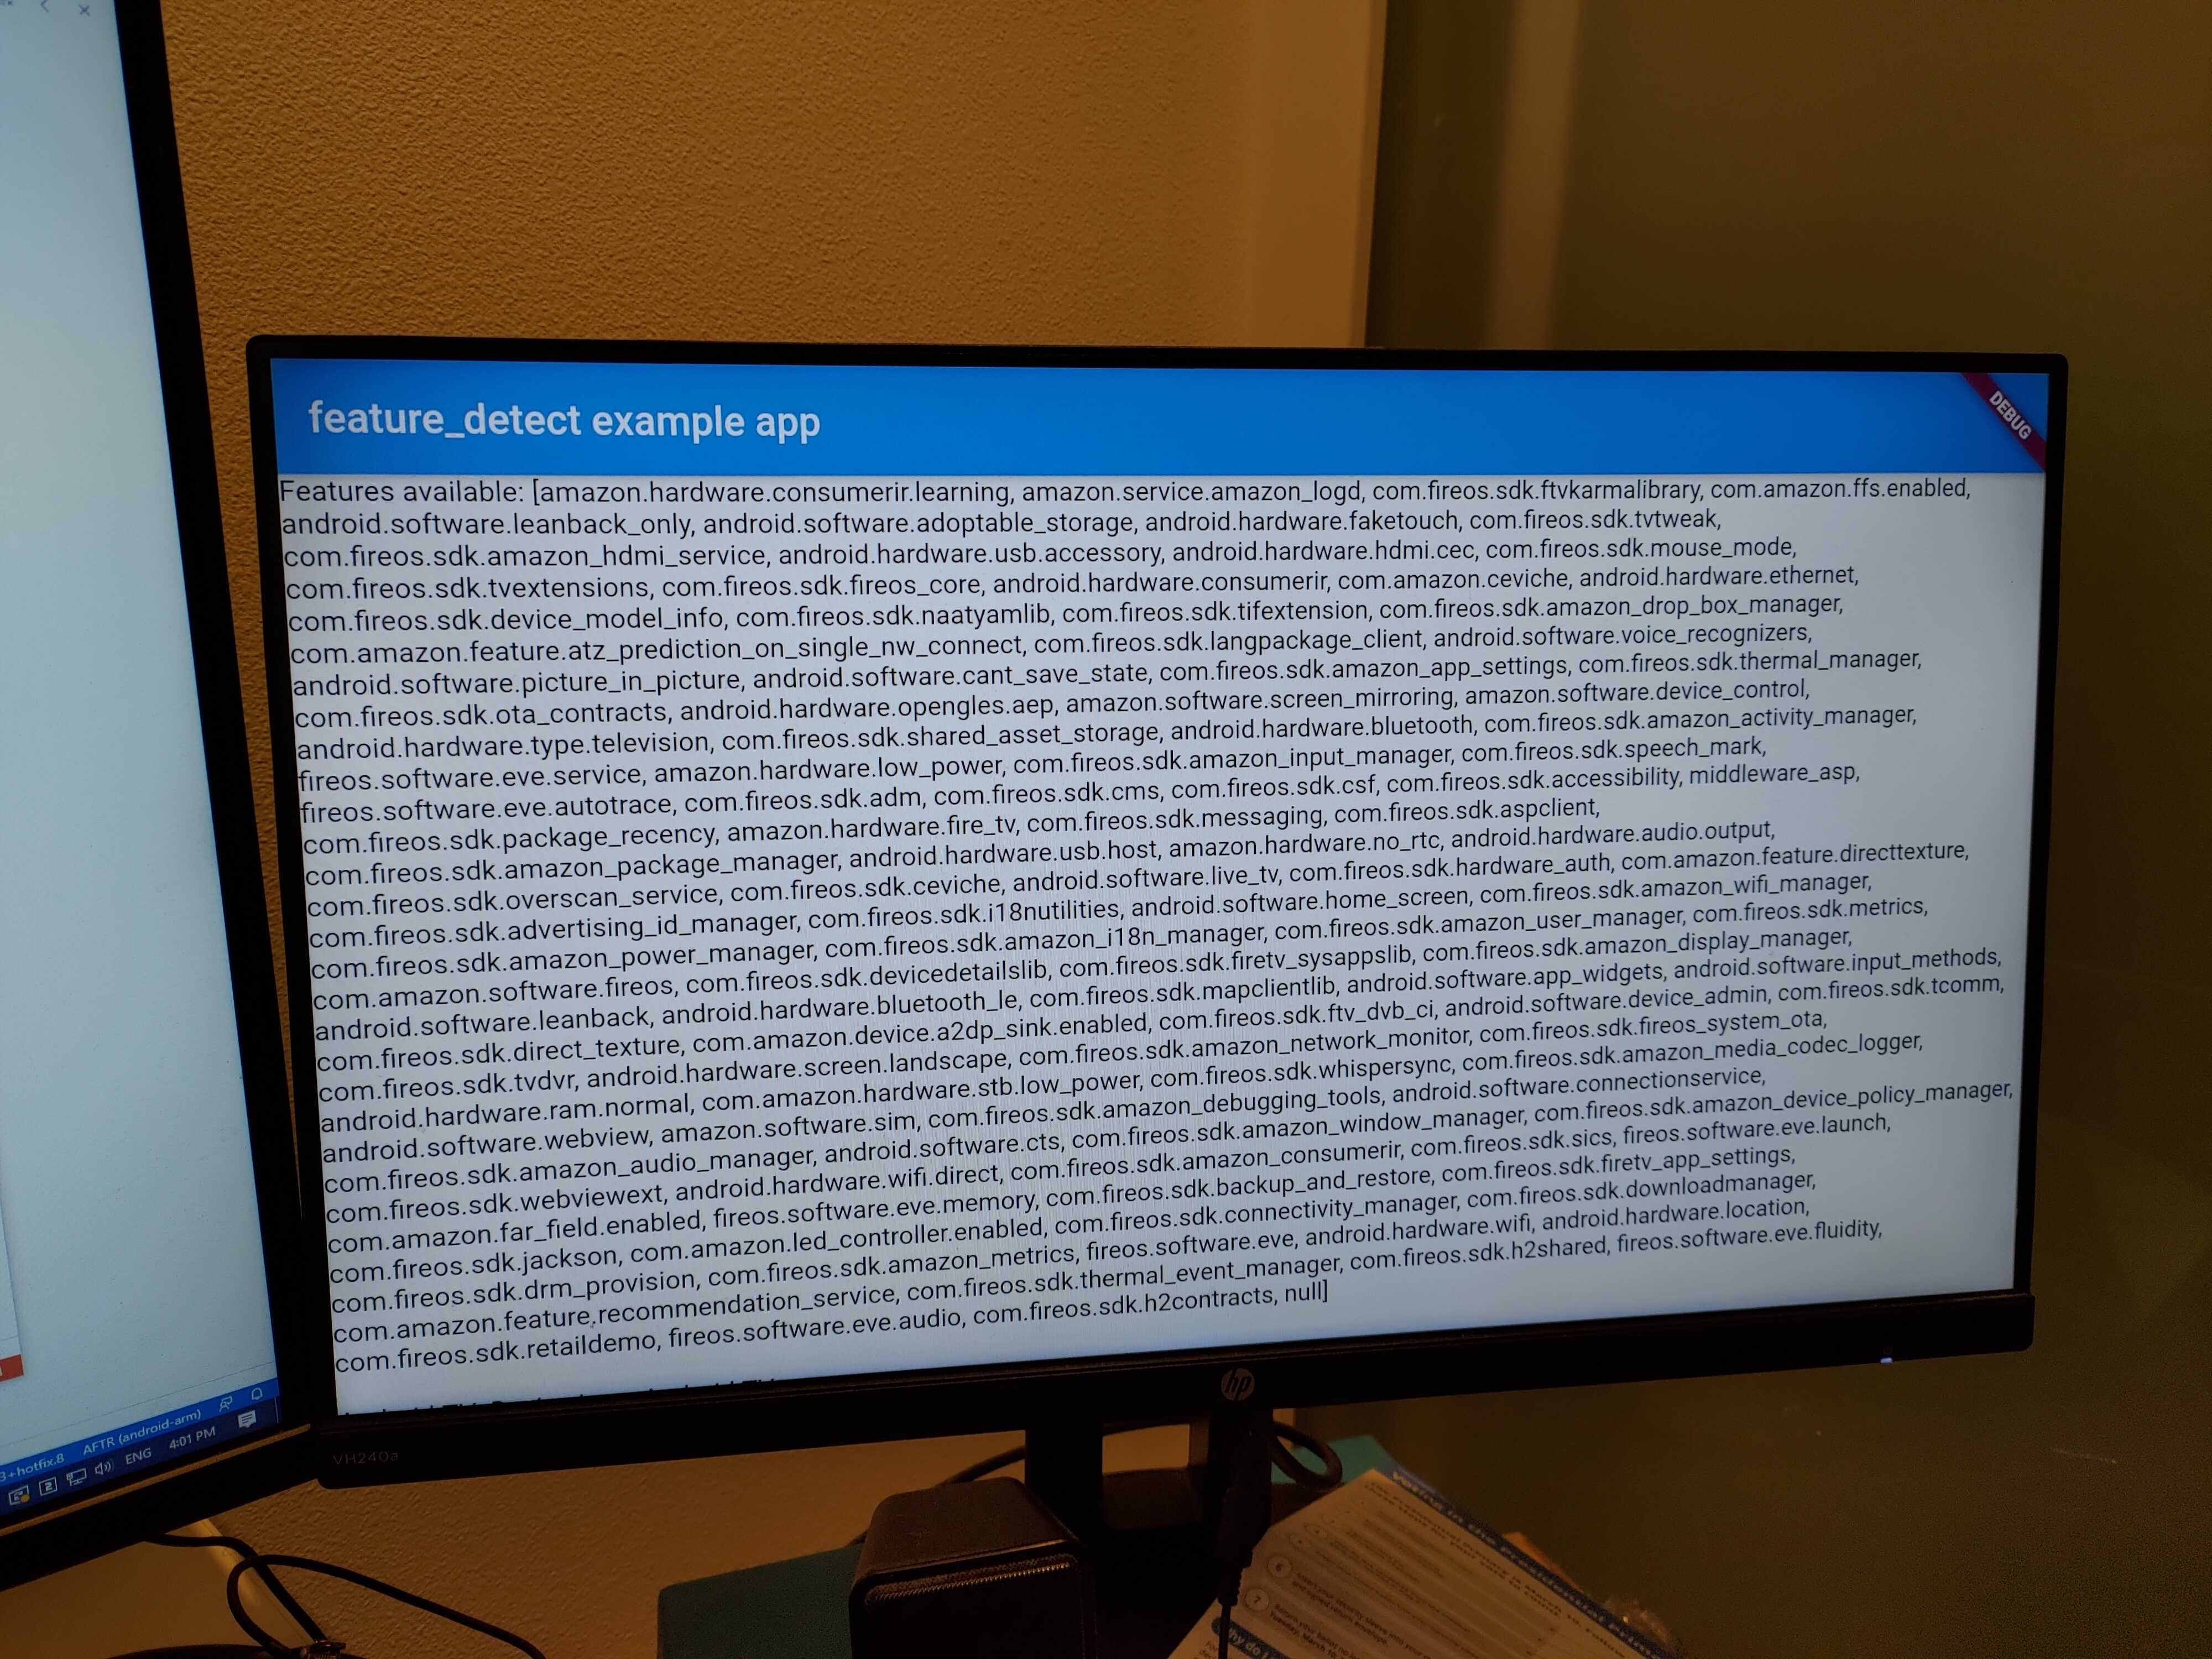 feature_detect example app
DEBUG
Features available: [amazon.hardware.consumerir.learning, amazon.service.amazon_logd, com.fireos.sdk.ftvkarmalibrary, com.amazon.ffs.enabled,
android.software.leanback_only, android.software.adoptable_storage, android.hardware.faketouch, com.fireos.sdk.tvtweak,
com.fireos.sdk.amazon_hdmi_service, android.hardware.usb.accessory, android.hardware.hdmi.cec, com.fireos.sdk.mouse_mode,
com.fireos.sdk.tvextensions, com.fireos.sdk.fireos_core, android.hardware.consumerir, com.amazon.ceviche, android.hardware.ethernet,
com.fireos.sdk.device_model_info, com.fireos.sdk.naatyamlib, com.fireos.sdk.tifextension, com.fireos.sdk.amazon_drop_box_manager,
com.amazon.feature.atz_prediction_on_single_nw_connect, com.fireos.sdk.langpackage_client, android.software.voice_recognizers,
android.software.picture_in_picture, android.software.cant_save_state, com.fireos.sdk.amazon_app_settings, com.fireos.sdk.thermal_manager,
com.fireos.sdk.ota_contracts, android.hardware.opengles.aep, amazon.software.screen_mirroring, amazon.software.device_control,
android.hardware.type.television, com.fireos.sdk.shared_asset_storage, android.hardware.bluetooth, com.fireos.sdk.amazon_activity_manager,
fireos.software.eve.service, amazon.hardware.low_power, com.fireos.sdk.amazon_input_manager, com.fireos.sdk.speech_mark,
fireos.software.eve.autotrace, com.fireos.sdk.adm, com.fireos.sdk.cms, com.fireos.sdk.csf, com.fireos.sdk.accessibility, middleware_asp,
com.fireos.sdk.package_recency, amazon.hardware.fire_tv, com.fireos.sdk.messaging, com.fireos.sdk.aspclient,
com.fireos.sdk.amazon_package_manager, android.hardware.usb.host, amazon.hardware.no_rtc, android.hardware.audio.output,
com.fireos.sdk.overscan_service, com.fireos.sdk.ceviche, android.software.live_tv, com.fireos.sdk.hardware_auth, com.amazon.feature.directtexture,
com.fireos.sdk.advertising_id_manager, com.fireos.sdk.i18nutilities, android.software.home_screen, com.fireos.sdk.amazon_wifi_manager,
com.fireos.sdk.amazon_power_manager, com.fireos.sdk.amazon_i18n_manager, com.fireos.sdk.amazon_user_manager, com.fireos.sdk.metrics,
com.amazon.software.fireos, com.fireos.sdk.devicedetailslib, com.fireos.sdk.firetv_sysappslib, com.fireos.sdk.amazon_display_manager,
android.software.leanback, android.hardware.bluetooth_le, com.fireos.sdk.mapclientlib, android.software.app_widgets, android.software.input_methods,
com.fireos.sdk.direct_texture, com.amazon.device.a2dp_sink.enabled, com.fireos.sdk.ftv_dvb_ci, android.software.device_admin, com.fireos.sdk.tcomm,
com.fireos.sdk.tvdvr, android.hardware.screen.landscape, com.fireos.sdk.amazon_network_monitor, com.fireos.sdk.fireos_system_ota,
android.hardware.ram.normal, com.amazon.hardware.stb.low_power, com.fireos.sdk.whispersync, com.fireos.sdk.amazon_media_codec_logger,
android.software.webview, amazon.software.sim, com.fireos.sdk.amazon_debugging_tools, android.software.connectionservice,
com.fireos.sdk.amazon_audio_manager, android.software.cts, com.fireos.sdk.amazon_window_manager, com.fireos.sdk.amazon_device_policy_manager,
com.fireos.sdk.webviewext, android.hardware.wifi.direct, com.fireos.sdk.amazon_consumerir, com.fireos.sdk.sics, fireos.software.eve.launch,
com.amazon.far_field.enabled, fireos.software.eve.memory, com.fireos.sdk.backup_and_restore, com.fireos.sdk.firetv_app_settings,
com.fireos.sdk.jackson, com.amazon.led_controller.enabled, com.fireos.sdk.connectivity_manager, com.fireos.sdk.downloadmanager,
com.fireos.sdk.drm_provision, com.fireos.sdk.amazon_metrics, fireos.software.eve, android.hardware.wifi, android.hardware.location,
com.amazon.feature.recommendation_service, com.fireos.sdk.thermal_event_manager, com.fireos.sdk.h2shared, fireos.software.eve.fluidity,
com.fireos.sdk.retaildemo, fireos.software.eve.audio, com.fireos.sdk.h2contracts, null]
hp
VH240a
3+hotfix.8 AFTR (android-arm)
ENG 4:01 PM
Voting in the Presidential
6
7
Why do I